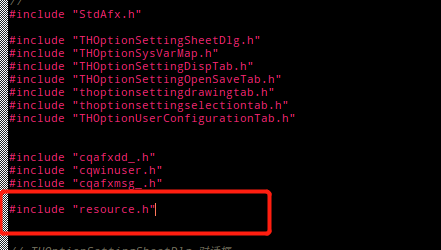 //
#include "StdAfx.h"
#include "THOptionSettingSheetDlg.h"
#include "THOptionSysVarMap.h"
#include "THOptionSettingDispTab.h"
#include "THOptionSettingOpenSaveTab.h"
#include "thoptionsettingdrawingtab.h"
#include "thoptionsettingselectiontab.h"
#include "THOptionUserConfigurationTab.h"
#include "cqafxdd_.h"
#include "cqwinuser.h"
#include "cqafxmsg_.h"
#include "resource.h"
// THOptionSettingSheetDlg 对话框